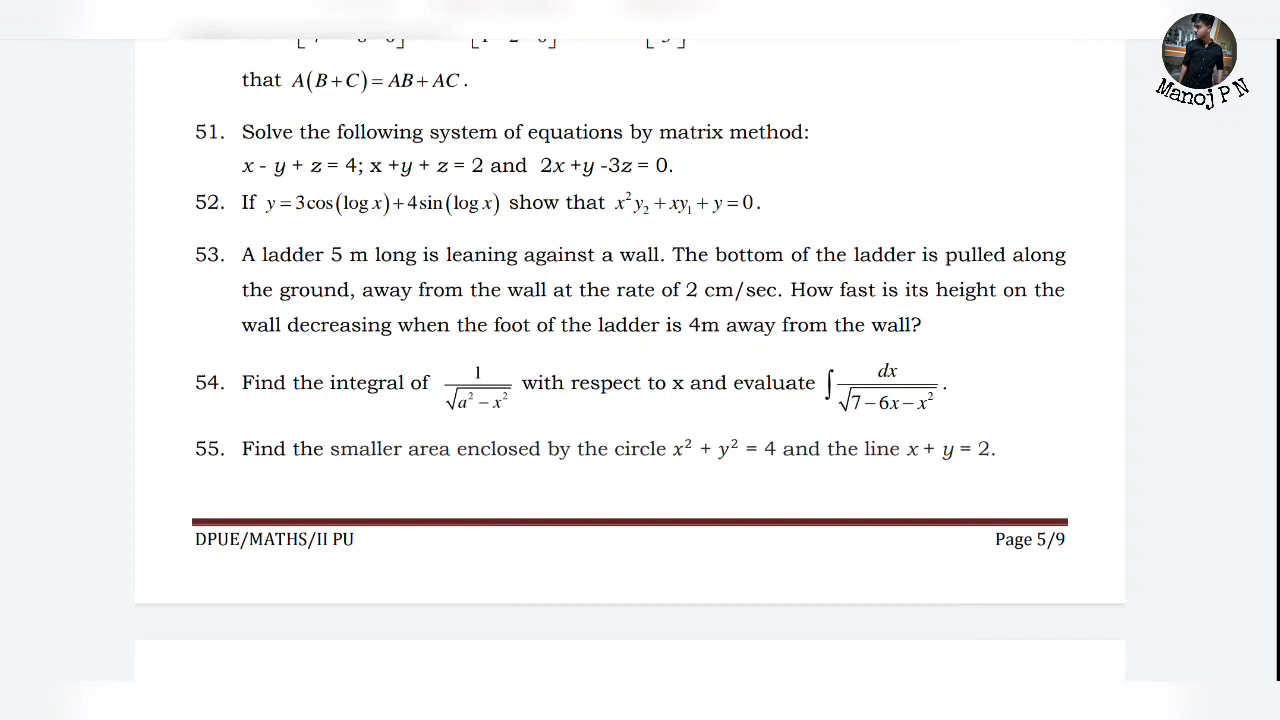 Manoj P N
that A(B+C)= AB+ AC .
51. Solve the following system of equations by matrix method:
x - y + z = 4; x +y + z = 2 and 2x +y -3z = 0.
52. If y = 3cos(log x)+4sin(log x) show that x²y₂ + xy₁ + y = 0.
53. A ladder 5 m long is leaning against a wall. The bottom of the ladder is pulled along
the ground, away from the wall at the rate of 2 cm/sec. How fast is its height on the
wall decreasing when the foot of the ladder is 4m away from the wall?
54. Find the integral of 1/√(a² − x²) with respect to x and evaluate ∫ dx/√(7 − 6x − x²) .
55. Find the smaller area enclosed by the circle x² + y² = 4 and the line x + y = 2.
DPUE/MATHS/II PU
Page 5/9